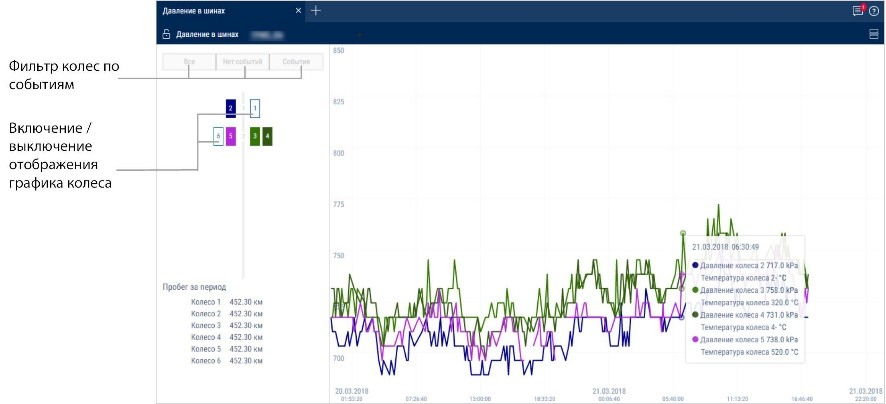 Давление в шинах
1
Давление в шинах
Фильтр колес по
событиям
Все
Нет событий
События
2
1
6
5
3
4
Включение /
выключение
отображения
графика колеса
Пробег за период
Колесо 1 452.30 км
Колесо 2 452.30 км
Колесо 3 452.30 км
Колесо 4 452.30 км
Колесо 5 452.30 км
Колесо 6 452.30 км
850
825
800
775
750
700
21.03.2018 06:30:49
Давление колеса 2 717.0 kPa
Температура колеса 2- °C
Давление колеса 3 758.0 kPa
Температура колеса 320.0 °C
Давление колеса 4 731.0 kPa
Температура колеса 4- °C
Давление колеса 5 738.0 kPa
Температура колеса 520.0 °C
20.03.2018
21.03.2018
01:53:20
07:26:40
13:00:00
18:33:20
00:06:40
05:40:00
11:13:20
16:46:40
22:20:00